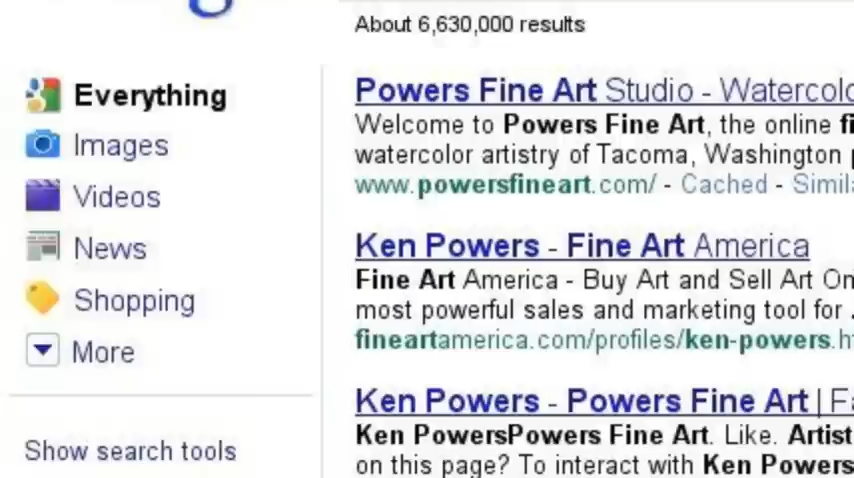 About 6,630,000 results
Everything
Images
Videos
News
Shopping
More
Show search tools
Powers Fine Art Studio - Watercolo
Welcome to Powers Fine Art, the online fi
watercolor artistry of Tacoma, Washington
www.powersfineart.com/ - Cached - Simila
Ken Powers - Fine Art America
Fine Art America - Buy Art and Sell Art On
most powerful sales and marketing tool for
fineartamerica.com/profiles/ken-powers.h
Ken Powers - Powers Fine Art | Fa
Ken PowersPowers Fine Art. Like. Artist
on this page? To interact with Ken Powers